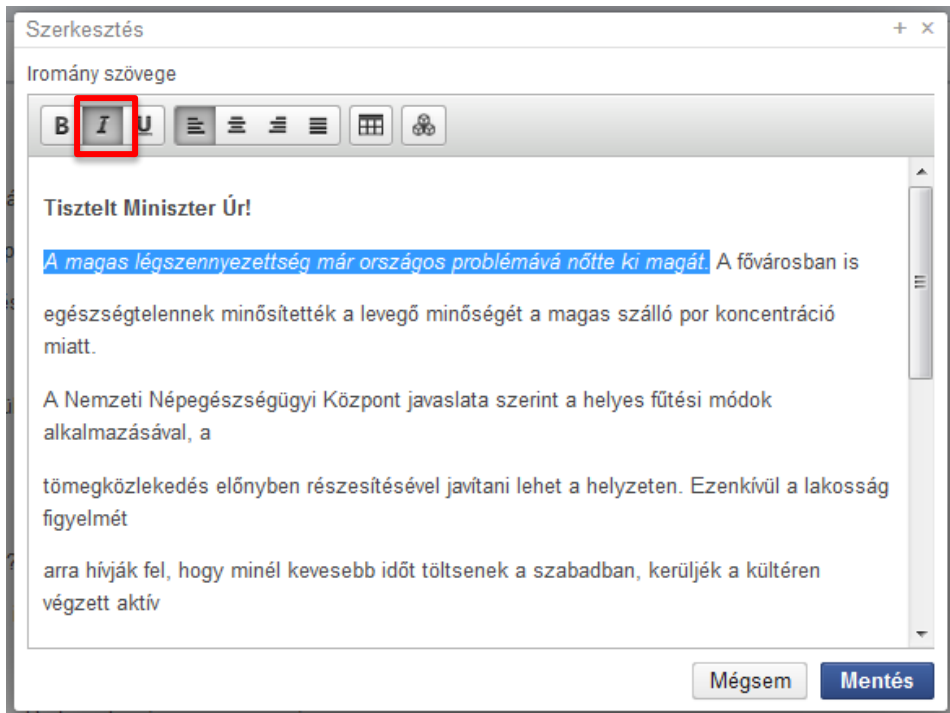 Szerkesztés
Iromány szövege
B I U
Tisztelt Miniszter Úr!
A magas légszennyezettség már országos problémává nőtte ki magát. A fővárosban is
egészségtelennek minősítették a levegő minőségét a magas szálló por koncentráció
miatt.
A Nemzeti Népegészségügyi Központ javaslata szerint a helyes fűtési módok
alkalmazásával, a
tömegközlekedés előnyben részesítésével javítani lehet a helyzeten. Ezenkívül a lakosság
figyelmét
arra hívják fel, hogy minél kevesebb időt töltsenek a szabadban, kerüljék a kültéren
végzett aktív
Mégsem Mentés